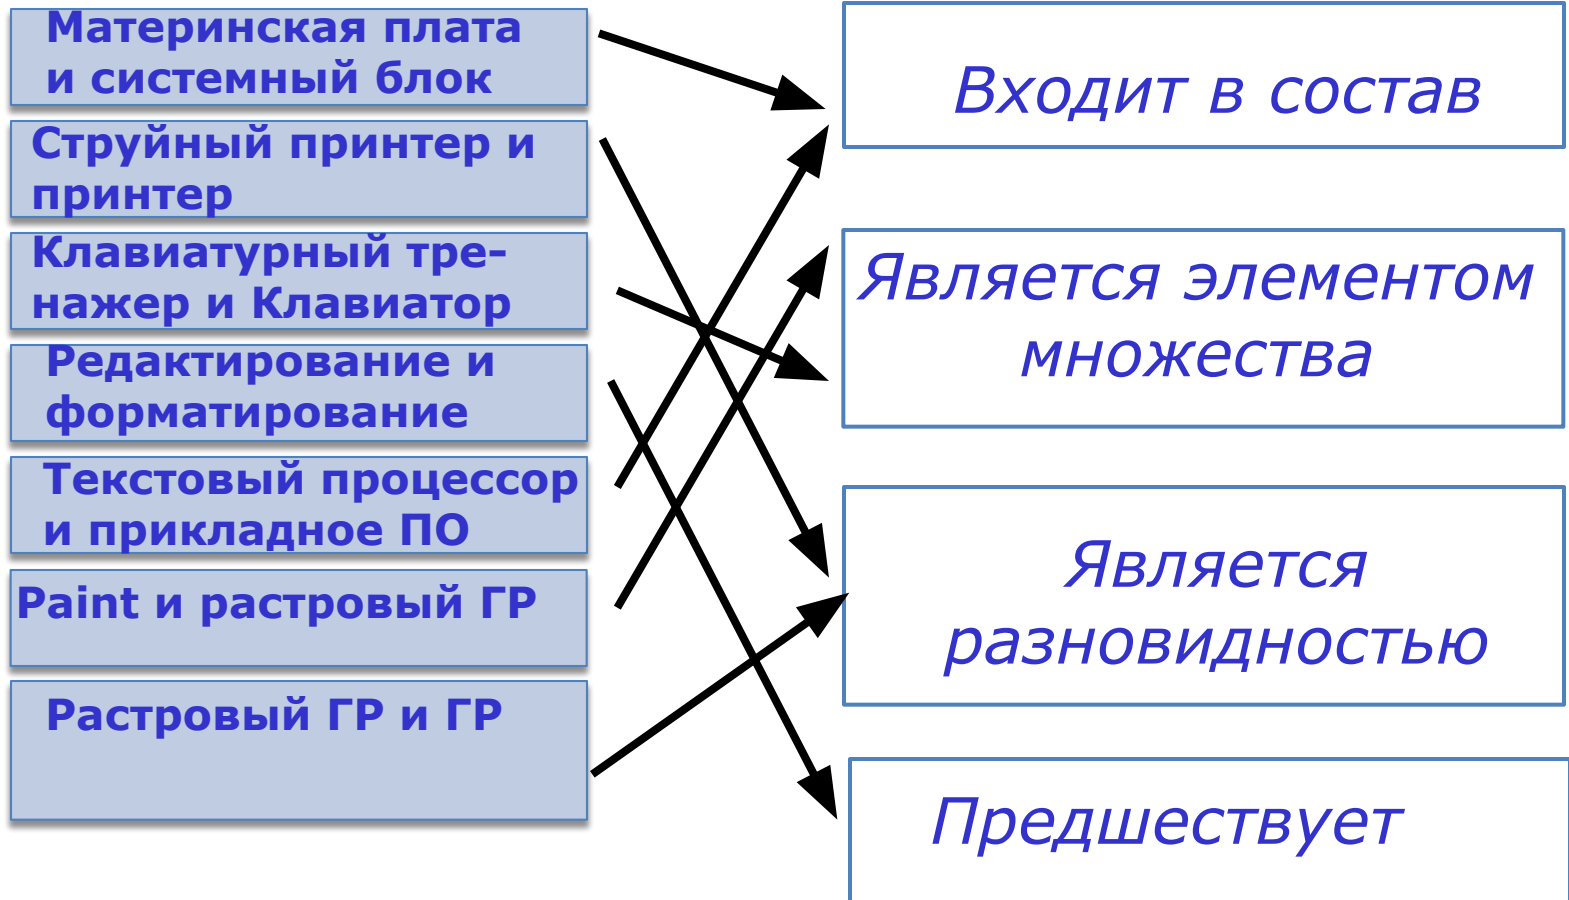 Материнская плата
и системный блок
Струйный принтер и
принтер
Клавиатурный тре-
нажер и Клавиатор
Редактирование и
форматирование
Текстовый процессор
и прикладное ПО
Paint и растровый ГР
Растровый ГР и ГР
Входит в состав
Является элементом
множества
Является
разновидностью
Предшествует